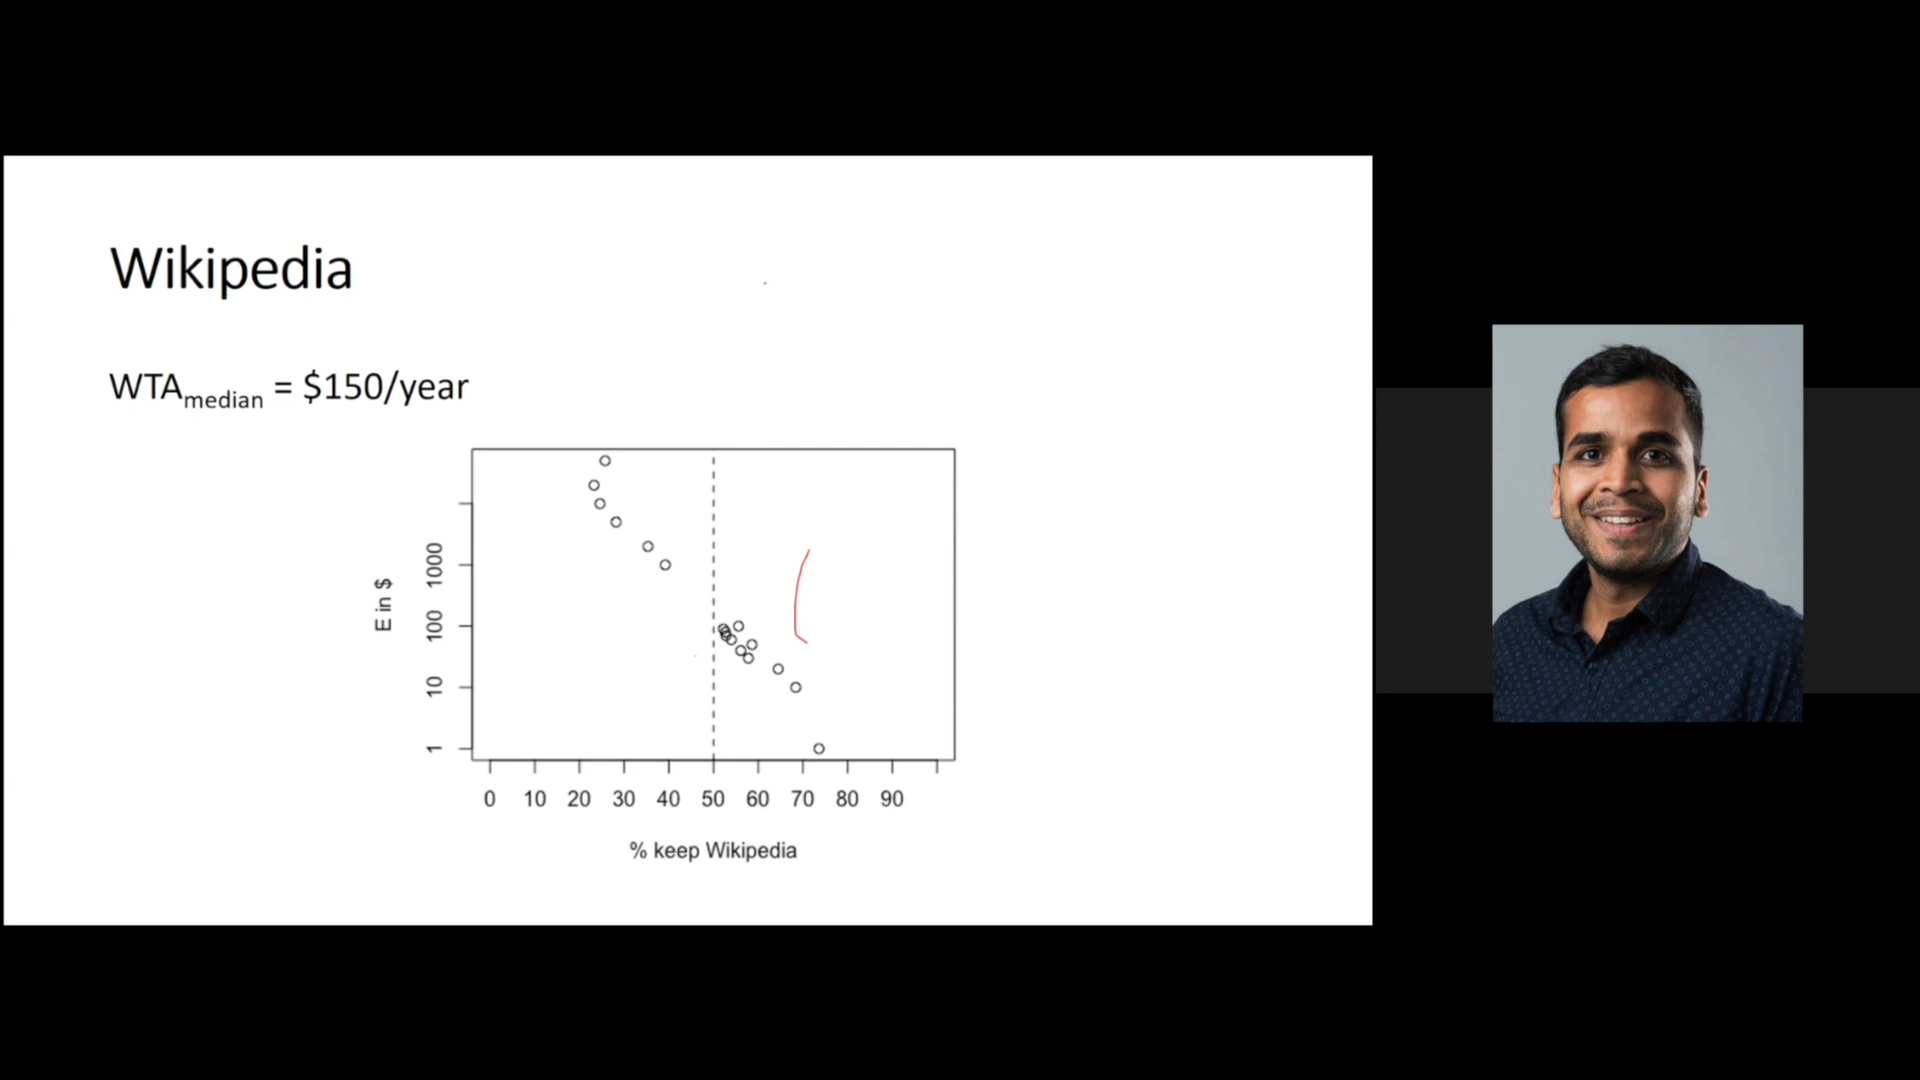 Wikipedia
WTAmedian = $150/year
E in $
1000
100
10
1
0 10 20 30 40 50 60 70 80 90
% keep Wikipedia